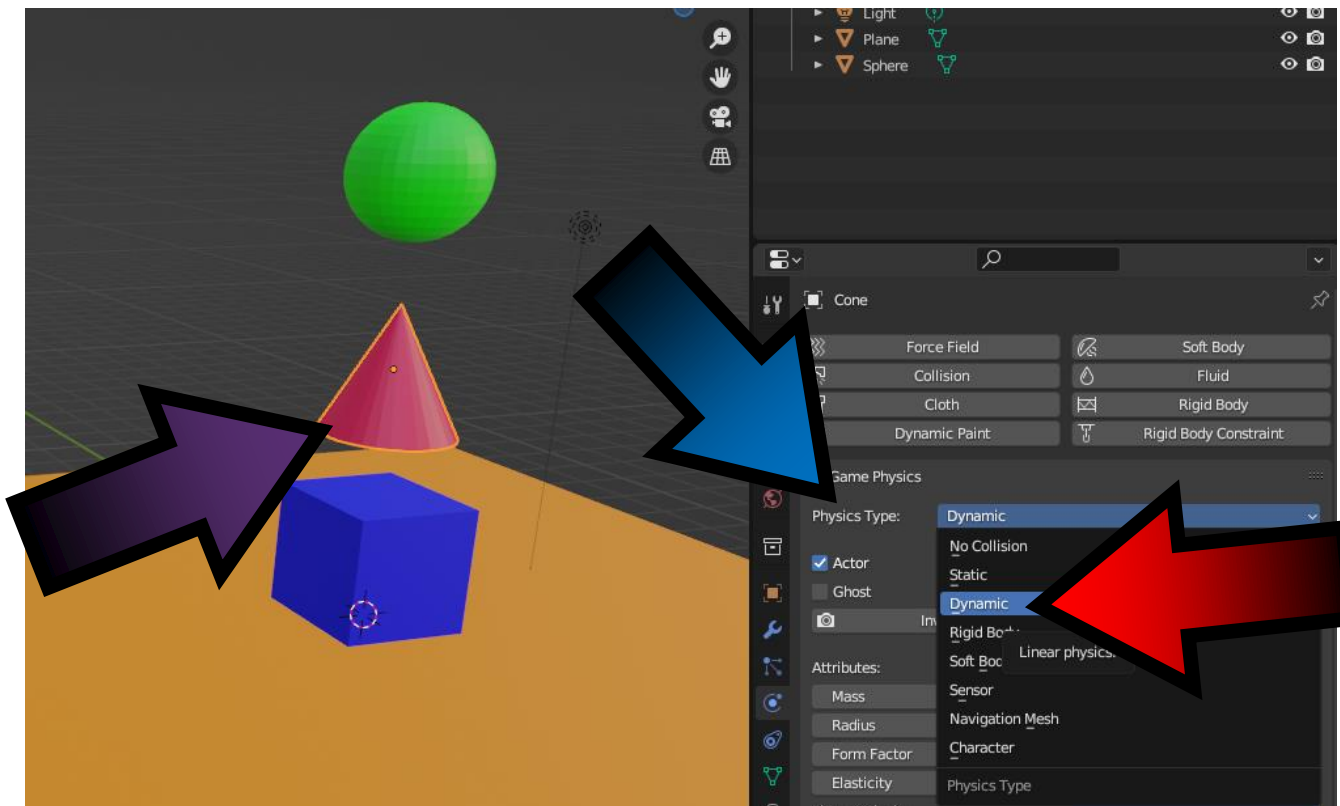 Light
Plane
Sphere
Cone
Force Field
Soft Body
Collision
Fluid
Cloth
Rigid Body
Dynamic Paint
Rigid Body Constraint
Game Physics
Physics Type: Dynamic
No Collision
Actor
Static
Ghost
Dynamic
Rigid
Linear physics.
Soft
Attributes:
Mass
Sensor
Radius
Navigation Mesh
Form Factor
Character
Elasticity
Physics Type